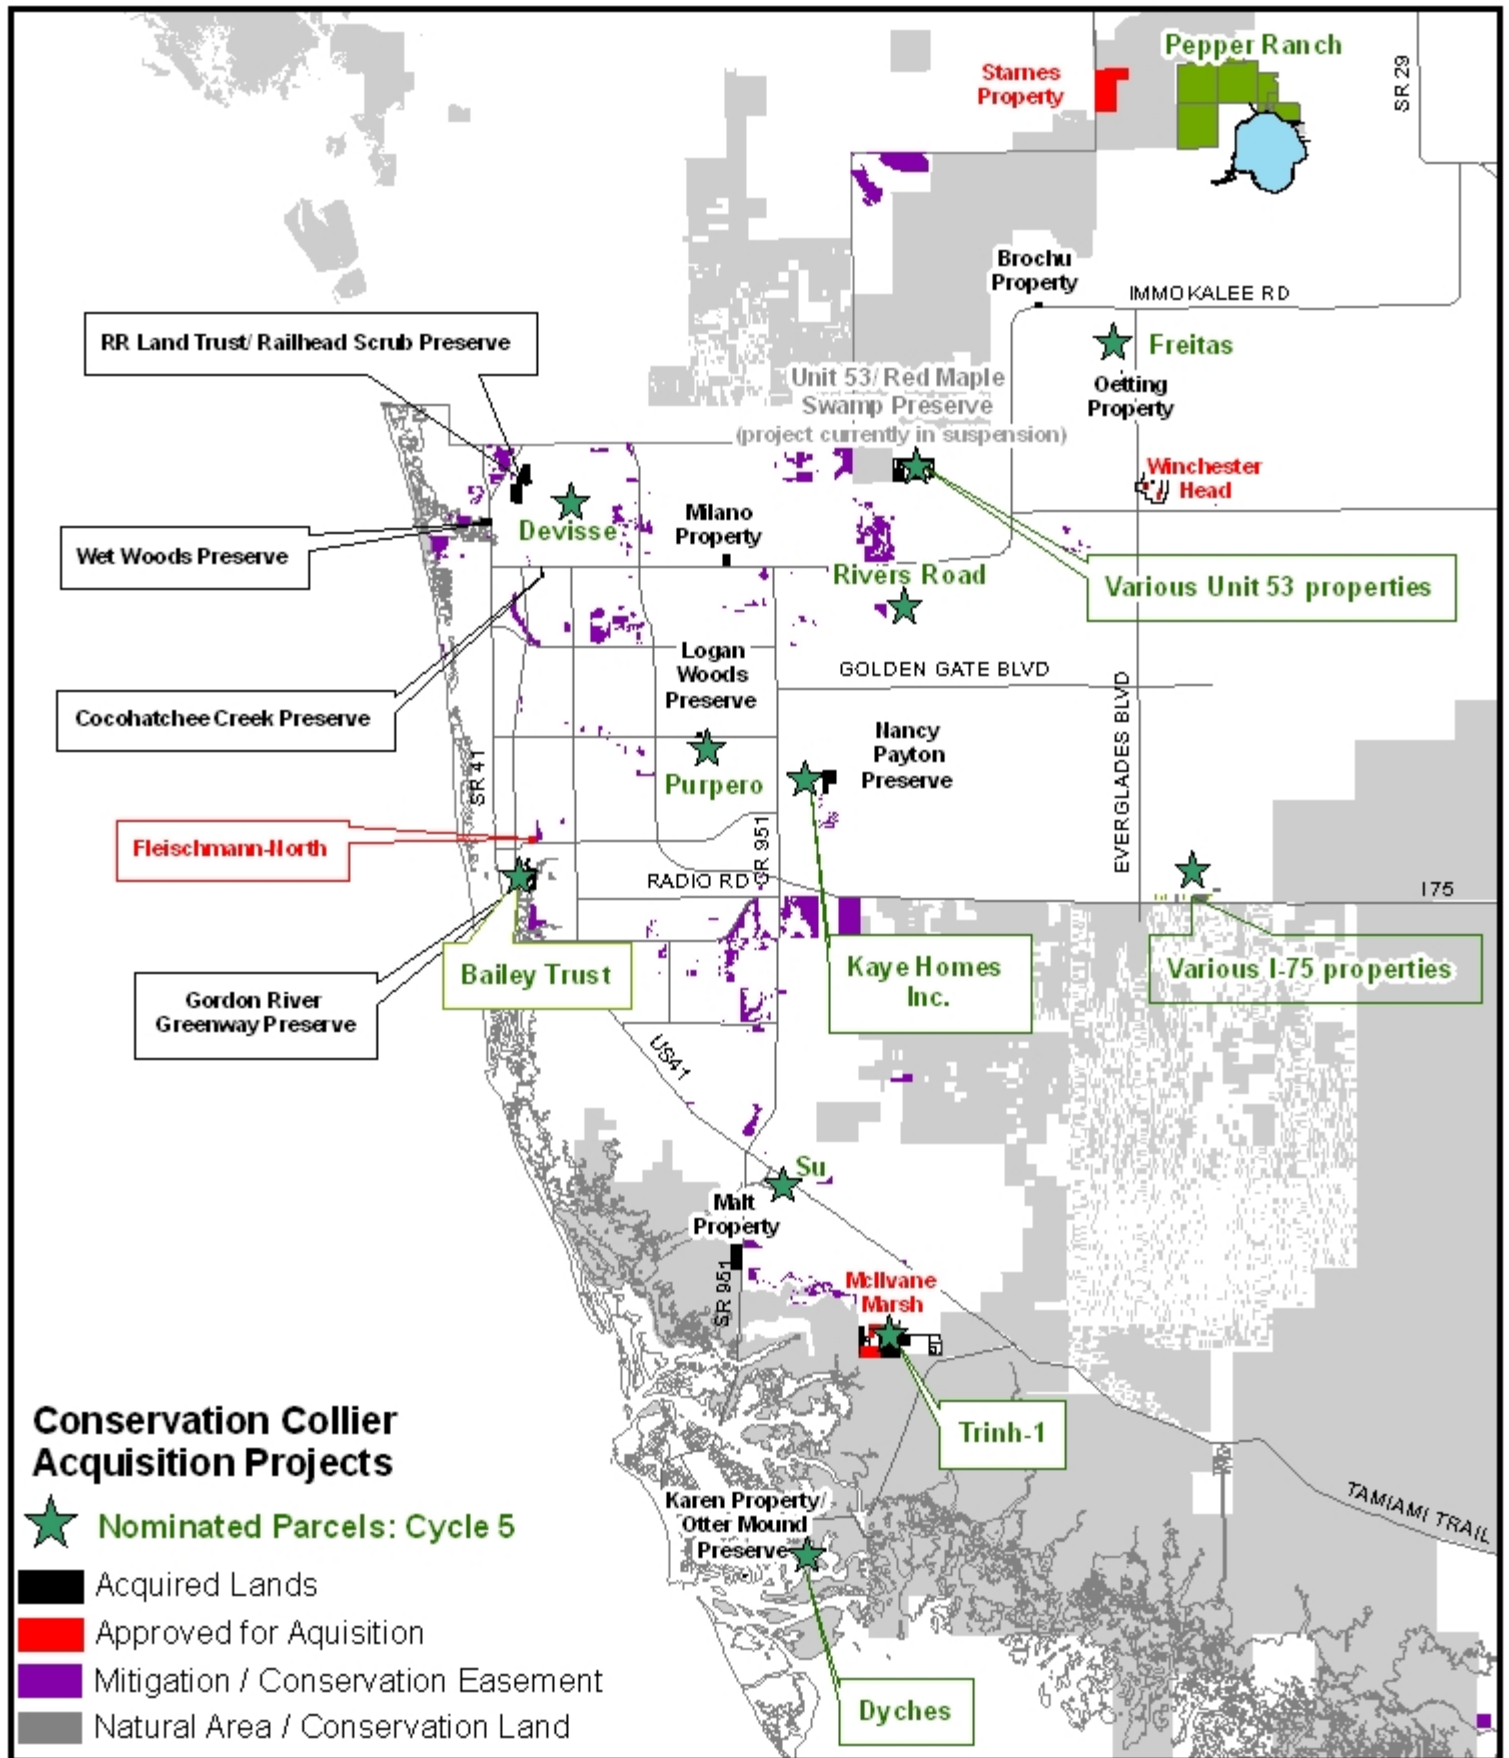 Pepper Ranch
Starnes
Property
SR 29
Brochu
Property
IMMOKALEE RD
RR Land Trust/ Railhead Scrub Preserve
Freitas
Unit 53/ Red Maple
Swamp Preserve
(project currently in suspension)
Oetting
Property
Winchester
Head
Devisse
Milano
Property
Wet Woods Preserve
Rivers Road
Various Unit 53 properties
Logan
Woods
Preserve
GOLDEN GATE BLVD
Cocohatchee Creek Preserve
SR 41
Nancy
Payton
Preserve
EVERGLADES BLVD
Purpero
Fleischmann-North
CR 951
RADIO RD
I 75
Bailey Trust
Kaye Homes
Inc.
Various I-75 properties
Gordon River
Greenway Preserve
US41
Su
Malt
Property
SR 951
McIlvane
Marsh
Trinh-1
TAMIAMI TRAIL
Karen Property/
Otter Mound
Preserve
Dyches
Conservation Collier
Acquisition Projects
Nominated Parcels: Cycle 5
Acquired Lands
Approved for Aquisition
Mitigation / Conservation Easement
Natural Area / Conservation Land